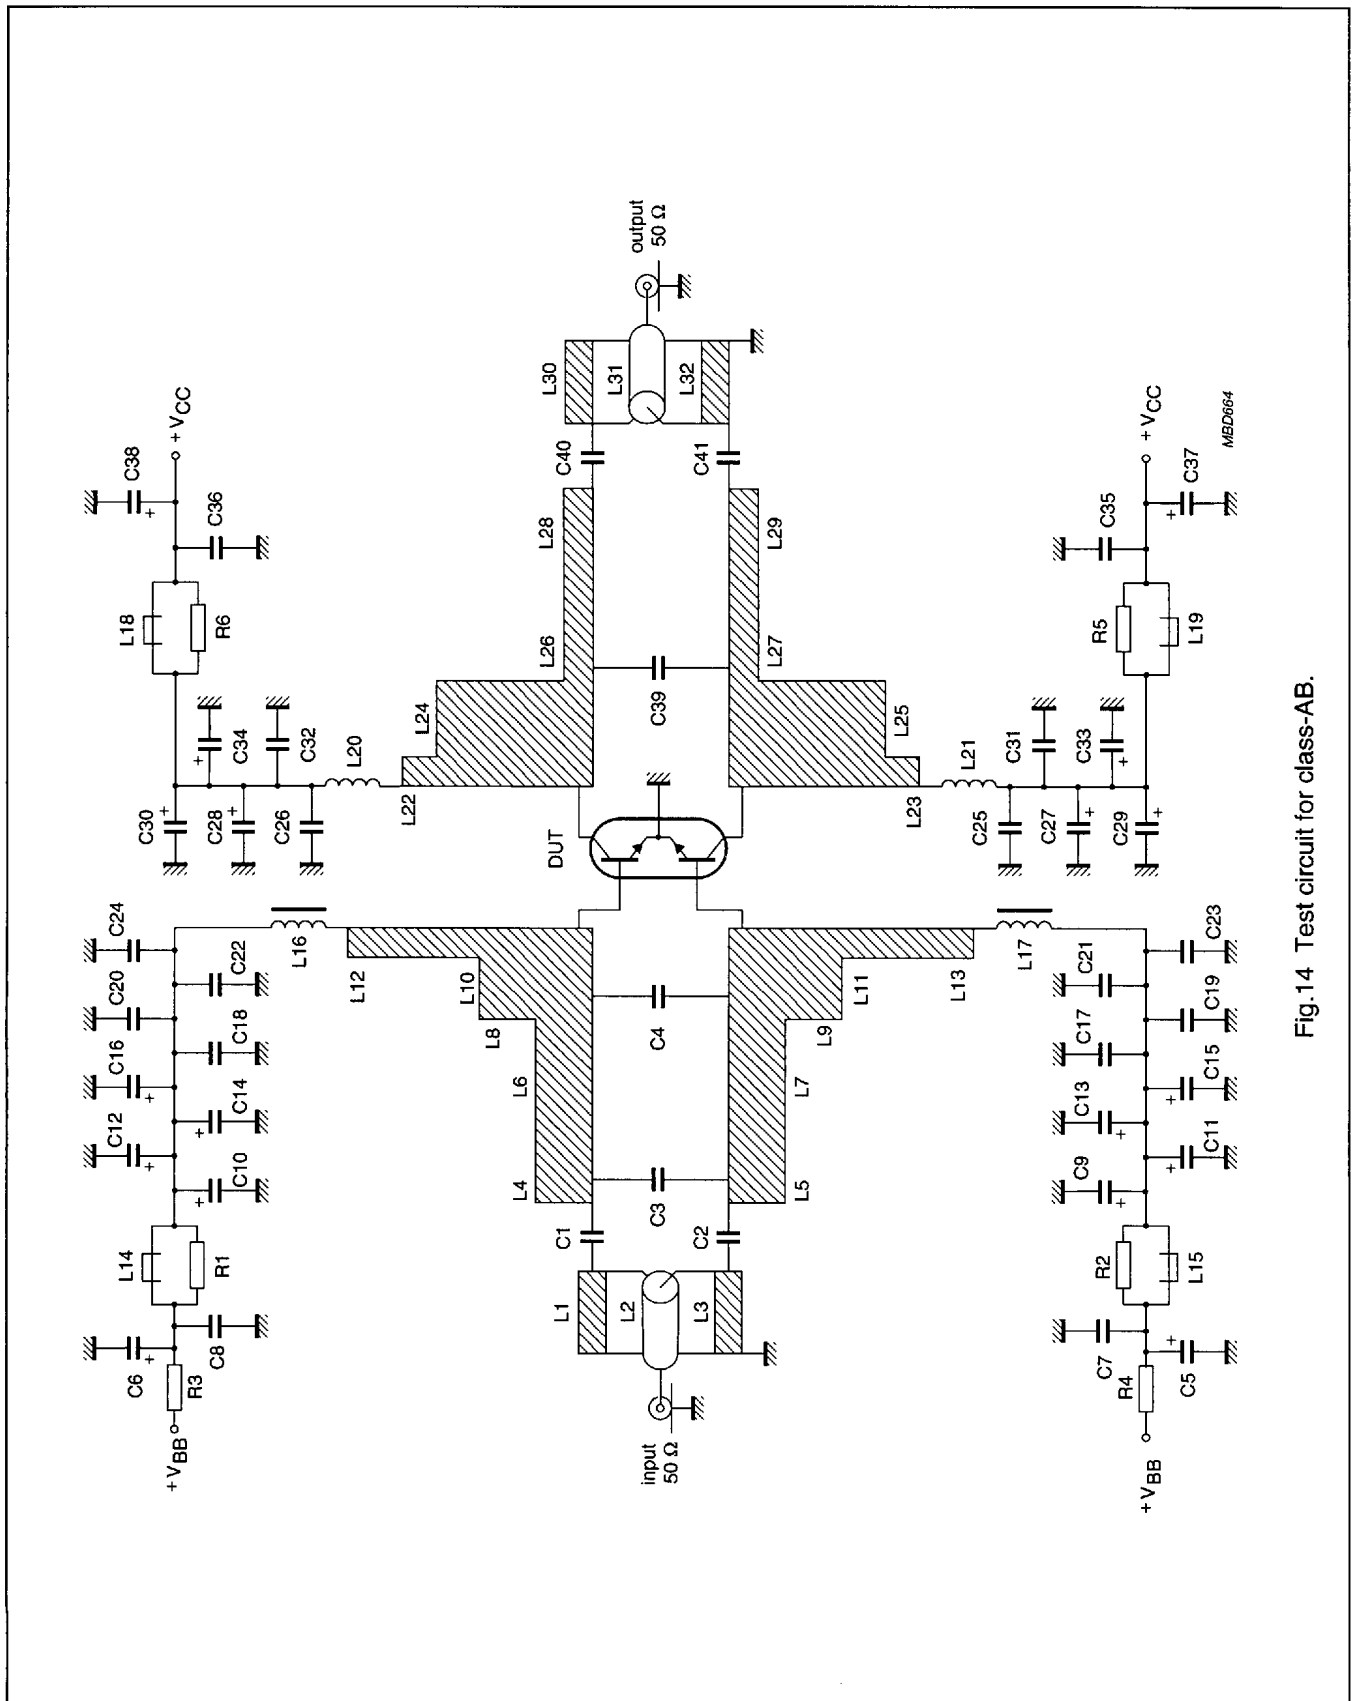 C38
+ VCC
C36
L18
R6
C34
C32
C30
C28
C26
L20
L22
L24
L26
L28
C40
L30
L31
L32
output
50 Ω
C39
C41
L27
L29
L25
L23
L21
C25
C27
C29
C31
C33
R5
L19
C35
C37
+ VCC
MBD664
DUT
C24
C20
C16
C12
C22
C18
C14
C10
L16
L12
L10
L8
L6
L4
C4
C3
C1
C2
L1
L2
L3
input
50 Ω
L14
R1
C6
C8
R3
+ VBB
L5
L7
L9
L11
L13
L17
C21
C17
C13
C9
C23
C19
C15
C11
R2
L15
C7
C5
R4
+ VBB
Fig.14 Test circuit for class-AB.